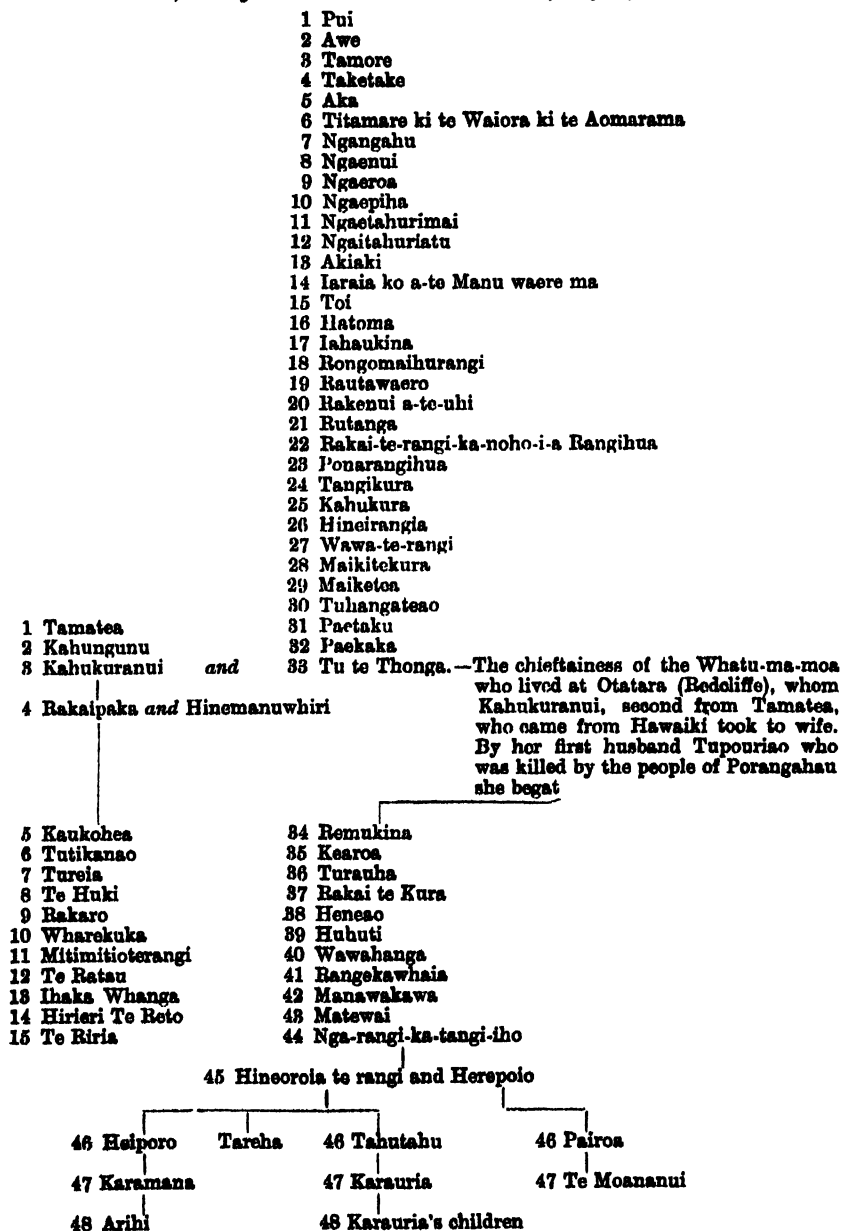 1 Pui
2 Awe
3 Tamore
4 Taketake
5 Aka
6 Titamare ki te Waiora ki te Aomarama
7 Ngangahu
8 Ngaenui
9 Ngaeroa
10 Ngaepiha
11 Ngaetahurimai
12 Ngaitahuriatu
13 Akiaki
14 Iaraia ko a-te Manu waere ma
15 Toi
16 Hatoma
17 Iahaukina
18 Rongomaihurangi
19 Rautawaero
20 Rakenui a-te-uhi
21 Rutanga
22 Rakai-te-rangi-ka-noho-i-a Rangihua
23 Ponarangihua
24 Tangikura
25 Kahukura
26 Hineirangia
27 Wawa-te-rangi
28 Maikitekura
29 Maiketoa
30 Tuhangateao
1 Tamatea 31 Paetaku
2 Kahungunu 32 Paekaka
3 Kahukuranui and 33 Tu te Thonga.—The chieftainess of the Whatu-ma-moa
who lived at Otatara (Redcliffe), whom
4 Rakaipaka and Hinemanuwhiri Kahukuranui, second from Tamatea,
who came from Hawaiki took to wife.
By her first husband Tupouriao who
was killed by the people of Porangahau
she begat
5 Kaukohea 34 Remukina
6 Tutikanao 35 Kearoa
7 Tureia 36 Turauha
8 Te Huki 37 Rakai te Kura
9 Rakaro 38 Heneao
10 Wharekuka 39 Huhuti
11 Mitimitioterangi 40 Wawahanga
12 Te Ratau 41 Rangekawhaia
13 Ihaka Whanga 42 Manawakawa
14 Hirieri Te Reto 43 Matewai
15 Te Riria 44 Nga-rangi-ka-tangi-iho
45 Hineoroia te rangi and Herepoio
46 Heiporo Tareha 46 Tahutahu 46 Pairoa
47 Karamana 47 Karauria 47 Te Moananui
48 Arihi 48 Karauria's children